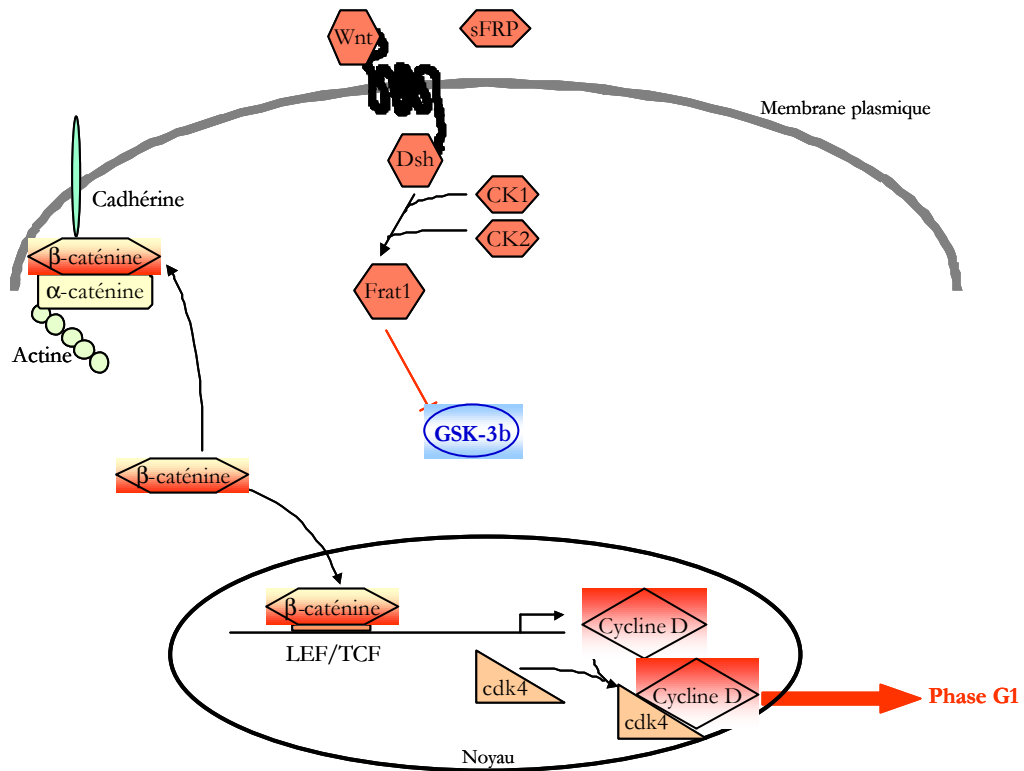 Wnt
sFRP
Membrane plasmique
Dsh
CK1
Cadhérine
CK2
β-caténine
α-caténine
Frat1
Actine
GSK-3b
β-caténine
β-caténine
Cycline D
LEF/TCF
cdk4
Cycline D
Phase G1
cdk4
Noyau